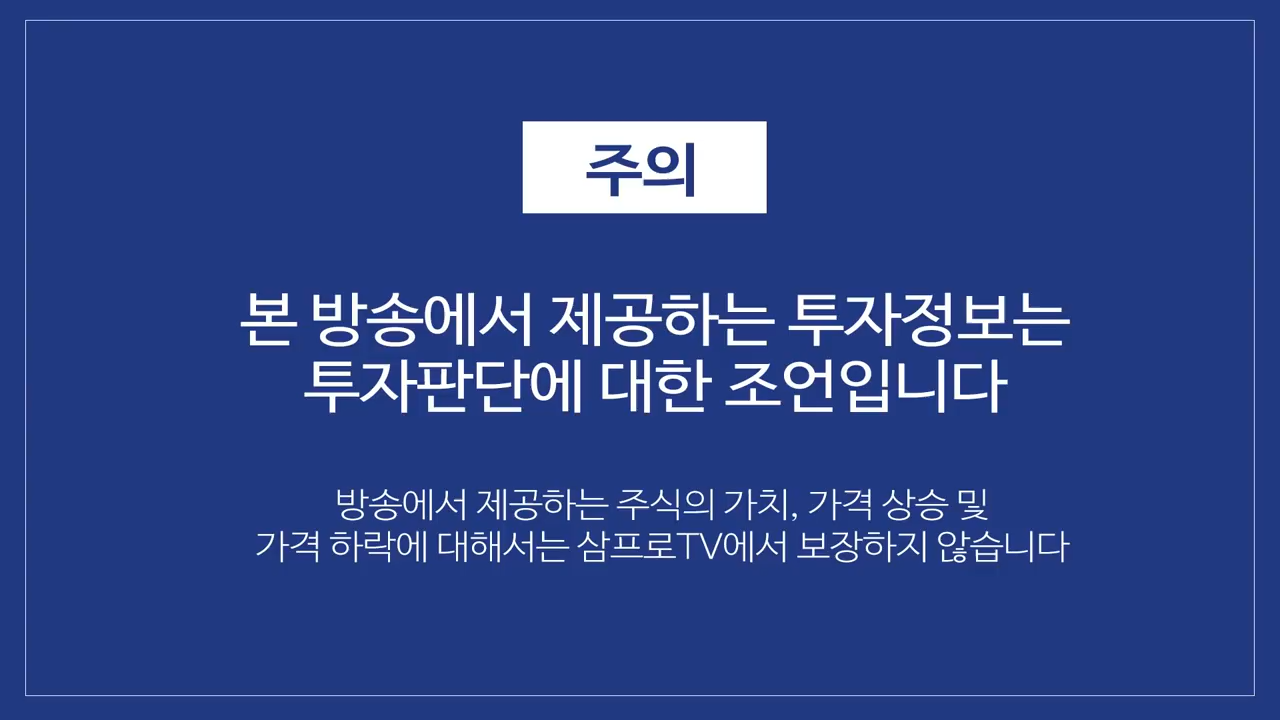 주의
본 방송에서 제공하는 투자정보는
투자판단에 대한 조언입니다
방송에서 제공하는 주식의 가치, 가격 상승 및
가격 하락에 대해서는 삼프로TV에서 보장하지 않습니다